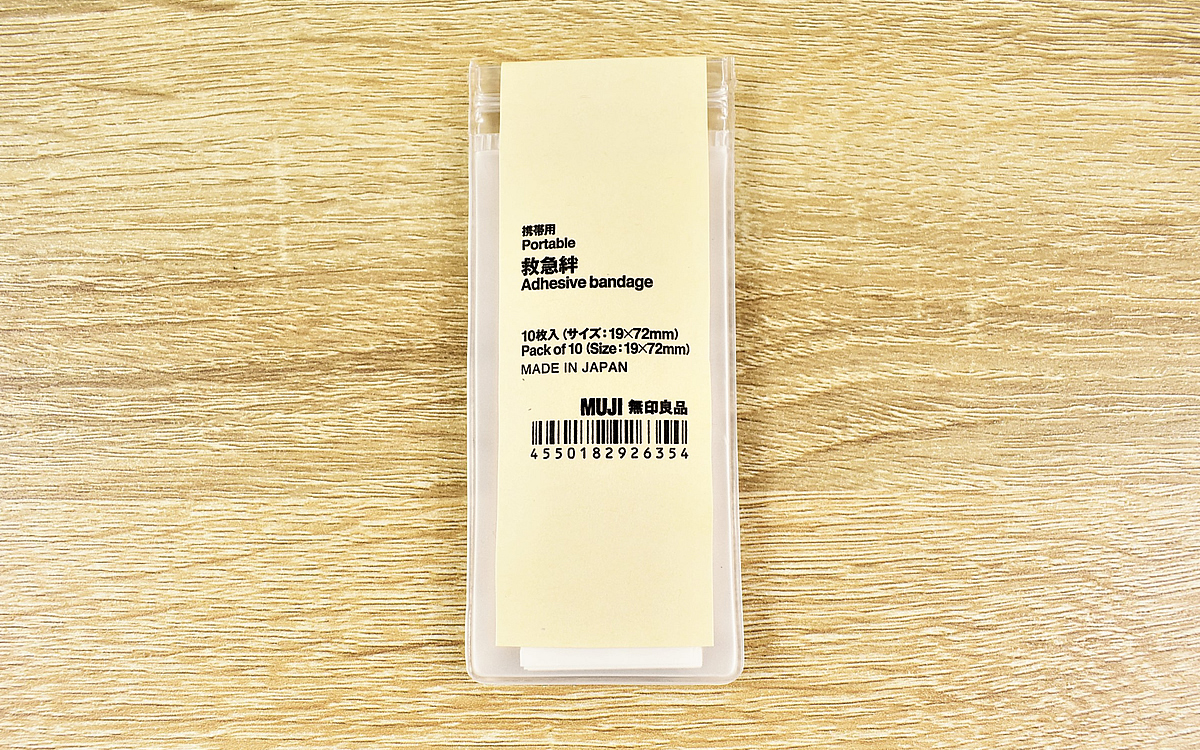 携帯用
Portable
救急絆
Adhesive bandage
10枚入（サイズ：19×72mm）
Pack of 10（Size：19×72mm）
MADE IN JAPAN
MUJI 無印良品
4550182926354